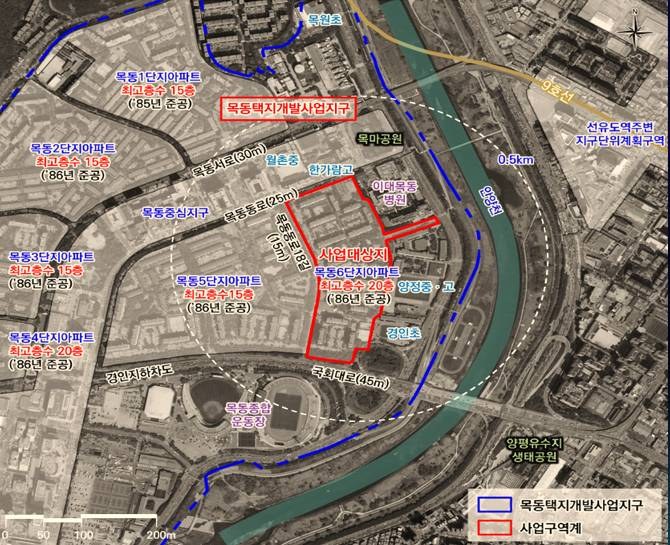 목원초
N
목동1단지아파트
최고층수 15층
('85년 준공)
목동택지개발사업지구
9호선
선유도역주변
지구단위계획구역
목마공원
목동2단지아파트
최고층수 15층
('86년 준공)
목동서로(30m)
월촌중
한가람고
0.5km
이대목동
병원
안양천
목동중심지구
목동동로(25m)
목동동로18길
(15m)
사업대상지
목동6단지아파트
최고층수 20층
('86년 준공)
목동3단지아파트
최고층수 15층
('86년 준공)
목동5단지아파트
최고층수15층
('86년 준공)
양정중·고
경인초
목동4단지아파트
최고층수 20층
('86년 준공)
경인지하차도
국회대로(45m)
목동종합
운동장
양평유수지
생태공원
목동택지개발사업지구
사업구역계
0 50 100 200m